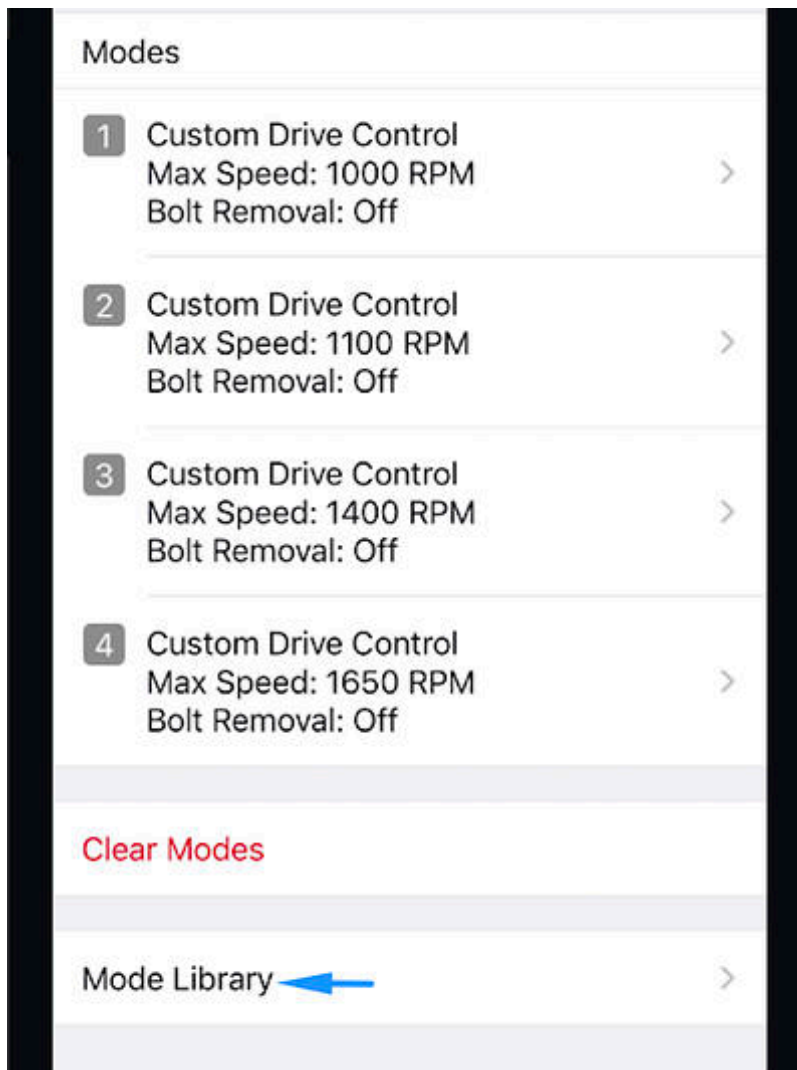 Modes
1 Custom Drive Control
Max Speed: 1000 RPM
Bolt Removal: Off
2 Custom Drive Control
Max Speed: 1100 RPM
Bolt Removal: Off
3 Custom Drive Control
Max Speed: 1400 RPM
Bolt Removal: Off
4 Custom Drive Control
Max Speed: 1650 RPM
Bolt Removal: Off
Clear Modes
Mode Library